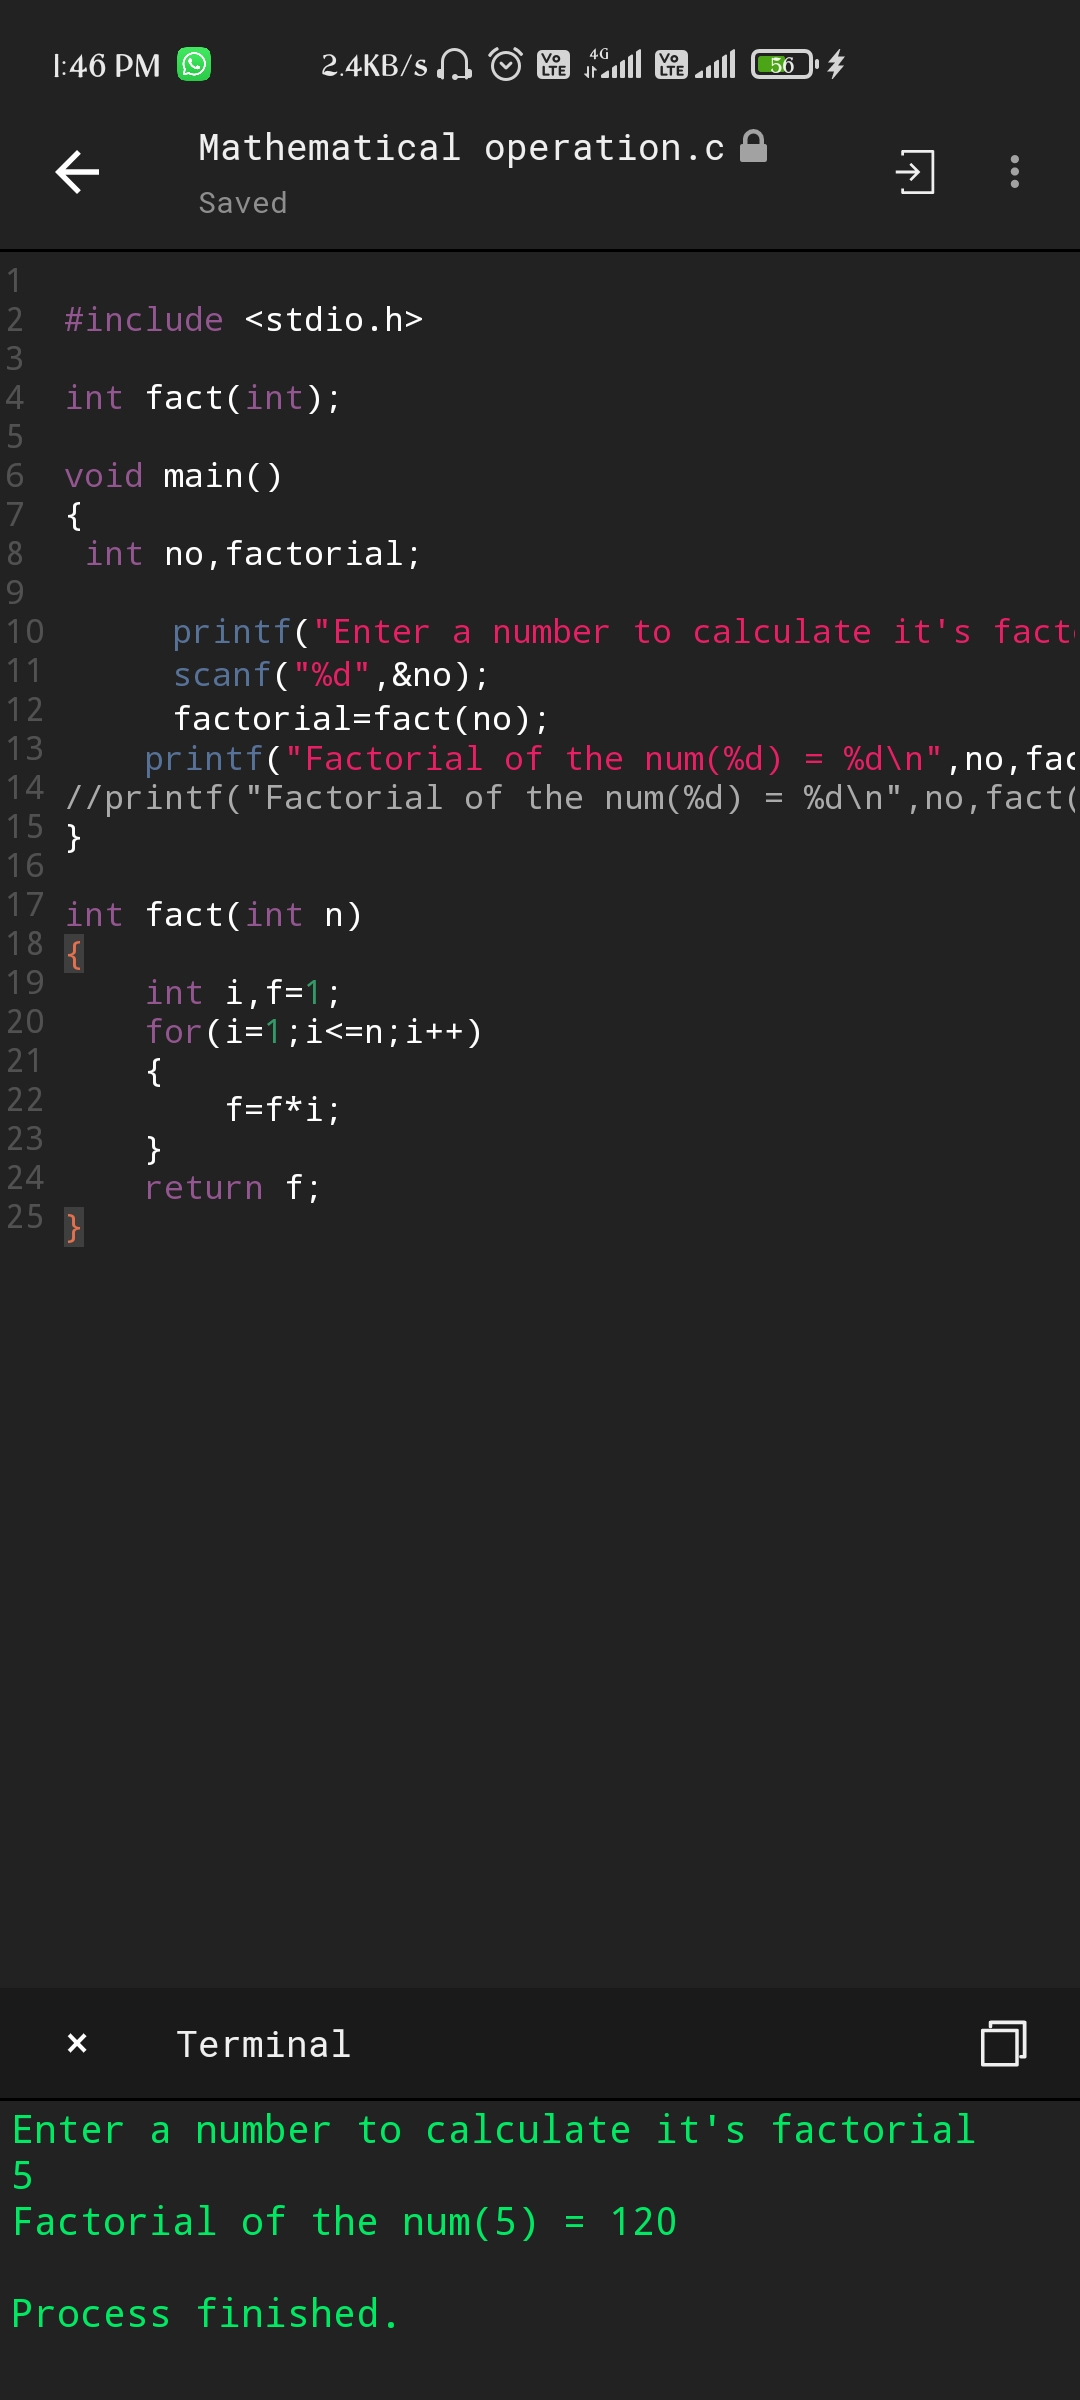 1:46 PM 2.4KB/s Vo LTE 4G Vo LTE 56
Mathematical operation.c
Saved
1
2 #include <stdio.h>
3
4 int fact(int);
5
6 void main()
7 {
8 int no,factorial;
9
10 printf("Enter a number to calculate it's fact
11 scanf("%d",&no);
12 factorial=fact(no);
13 printf("Factorial of the num(%d) = %d\n",no,fac
14 //printf("Factorial of the num(%d) = %d\n",no,fact(
15 }
16
17 int fact(int n)
18 {
19 int i,f=1;
20 for(i=1;i<=n;i++)
21 {
22 f=f*i;
23 }
24 return f;
25 }
× Terminal
Enter a number to calculate it's factorial
5
Factorial of the num(5) = 120
Process finished.